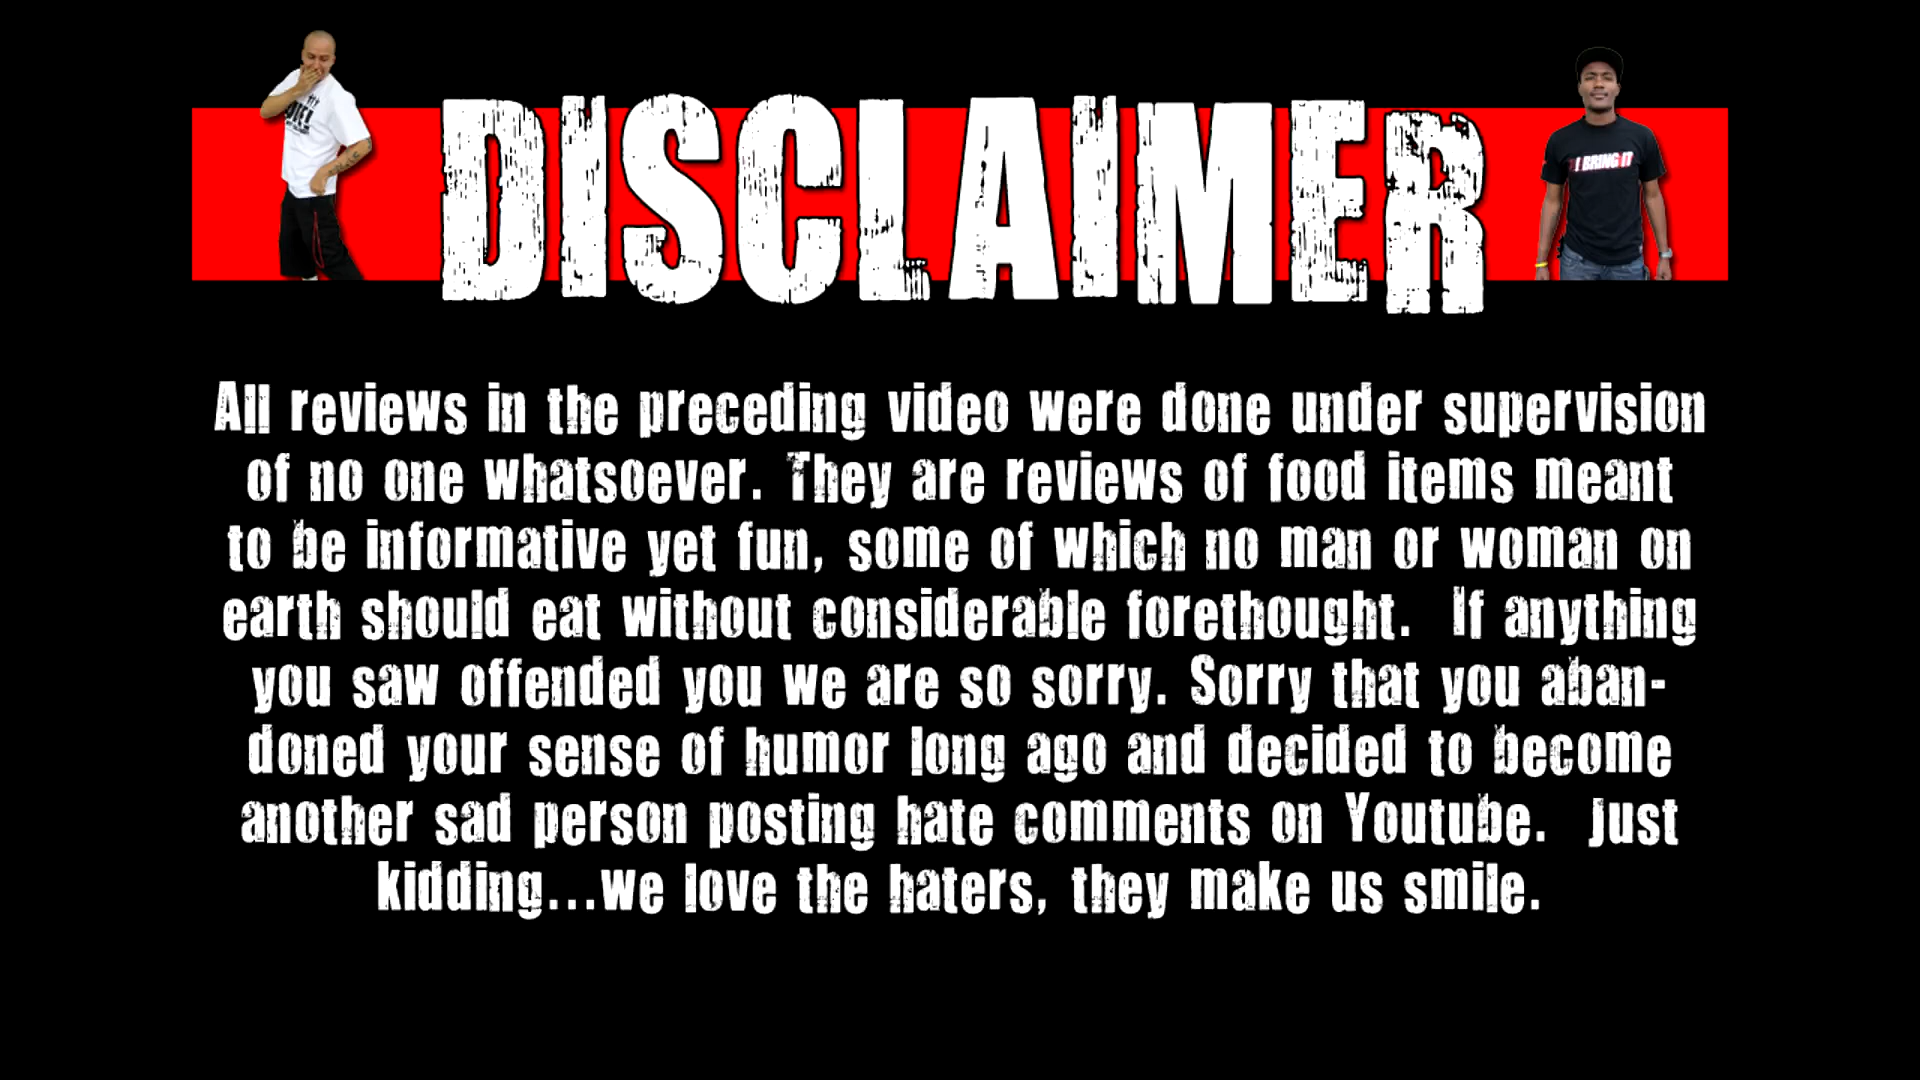 DISCLAIMER
I BRING IT
All reviews in the preceding video were done under supervision
of no one whatsoever. They are reviews of food items meant
to be informative yet fun, some of which no man or woman on
earth should eat without considerable forethought. If anything
you saw offended you we are so sorry. Sorry that you aban-
doned your sense of humor long ago and decided to become
another sad person posting hate comments on Youtube. Just
kidding...we love the haters, they make us smile.